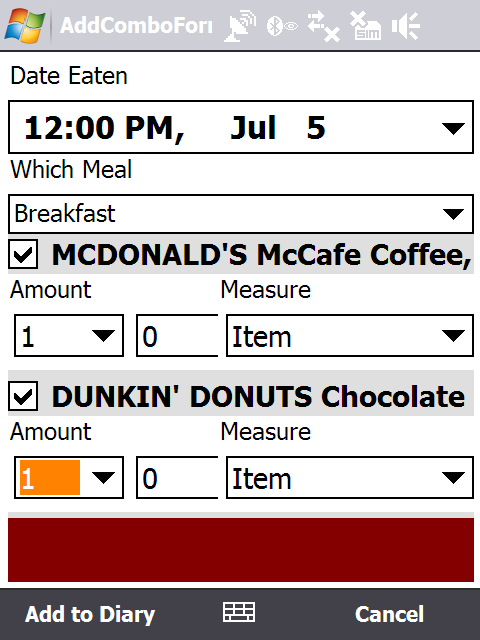 AddComboForr
Date Eaten
12:00 PM, Jul 5
Which Meal
Breakfast
MCDONALD'S McCafe Coffee,
Amount Measure
1 0 Item
DUNKIN' DONUTS Chocolate
Amount Measure
1 0 Item
Add to Diary Cancel